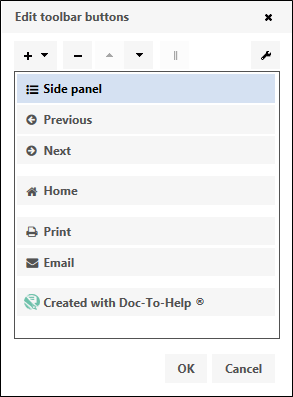 Edit toolbar buttons
Side panel
Previous
Next
Home
Print
Email
Created with Doc-To-Help ®
OK Cancel